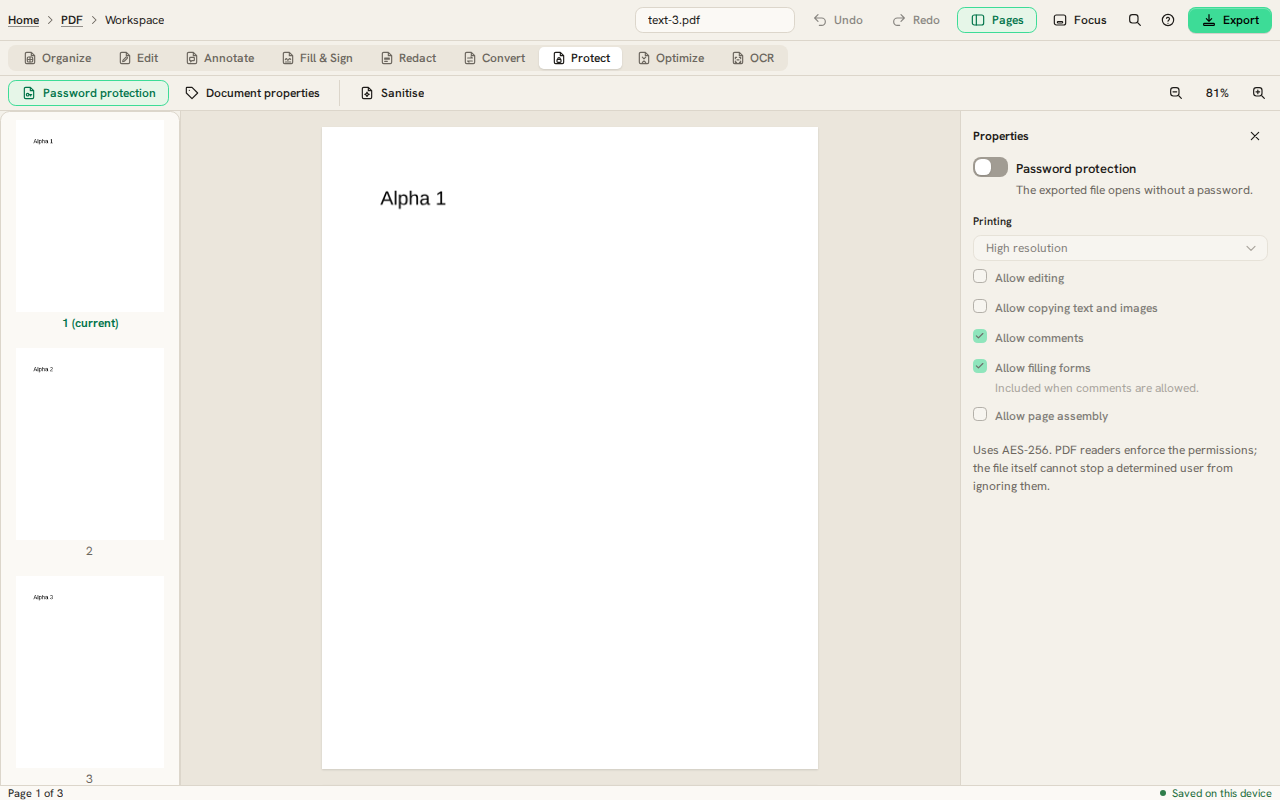 Home > PDF > Workspace
text-3.pdf
Undo
Redo
Pages
Focus
Export
Organize
Edit
Annotate
Fill & Sign
Redact
Convert
Protect
Optimize
OCR
Password protection
Document properties
Sanitise
81%
Alpha 1
1 (current)
Alpha 2
2
Alpha 3
3
Alpha 1
Properties
Password protection
The exported file opens without a password.
Printing
High resolution
Allow editing
Allow copying text and images
Allow comments
Allow filling forms
Included when comments are allowed.
Allow page assembly
Uses AES-256. PDF readers enforce the permissions;
the file itself cannot stop a determined user from
ignoring them.
Page 1 of 3
Saved on this device